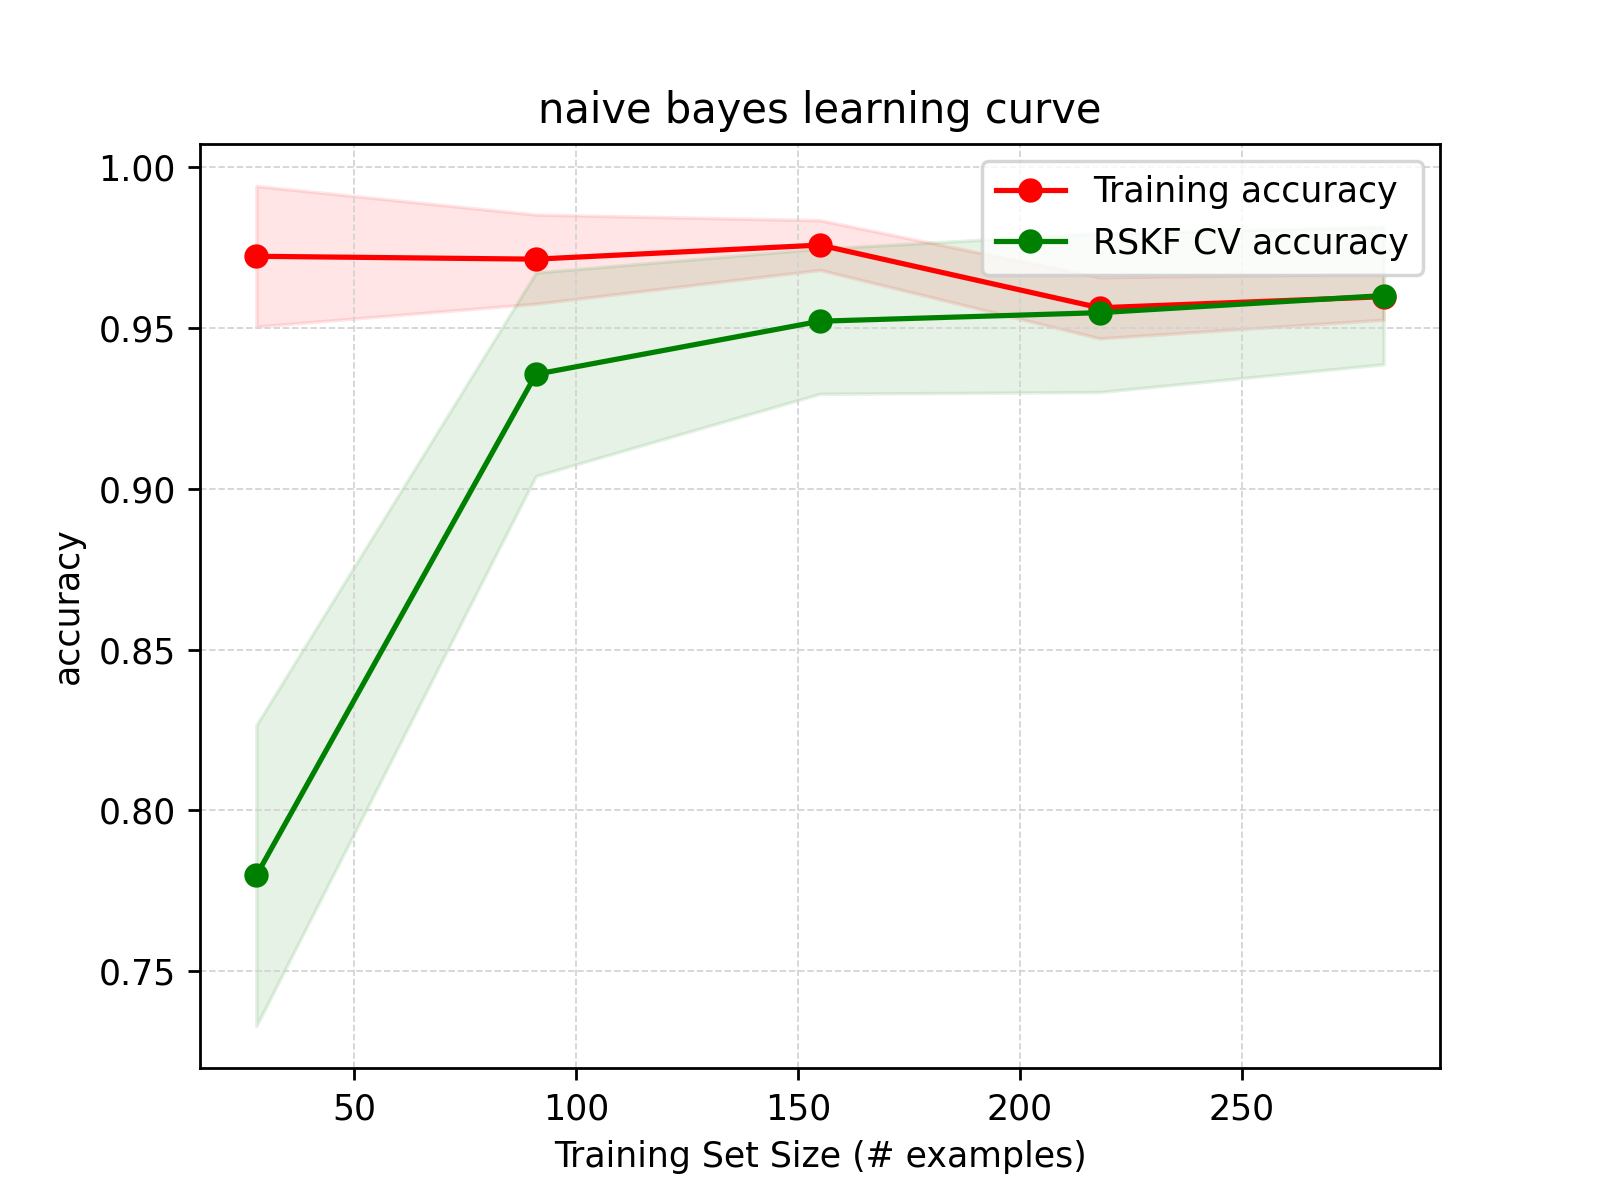 naive bayes learning curve
Training accuracy
RSKF CV accuracy
1.00
0.95
0.90
0.85
0.80
0.75
accuracy
50 100 150 200 250
Training Set Size (# examples)